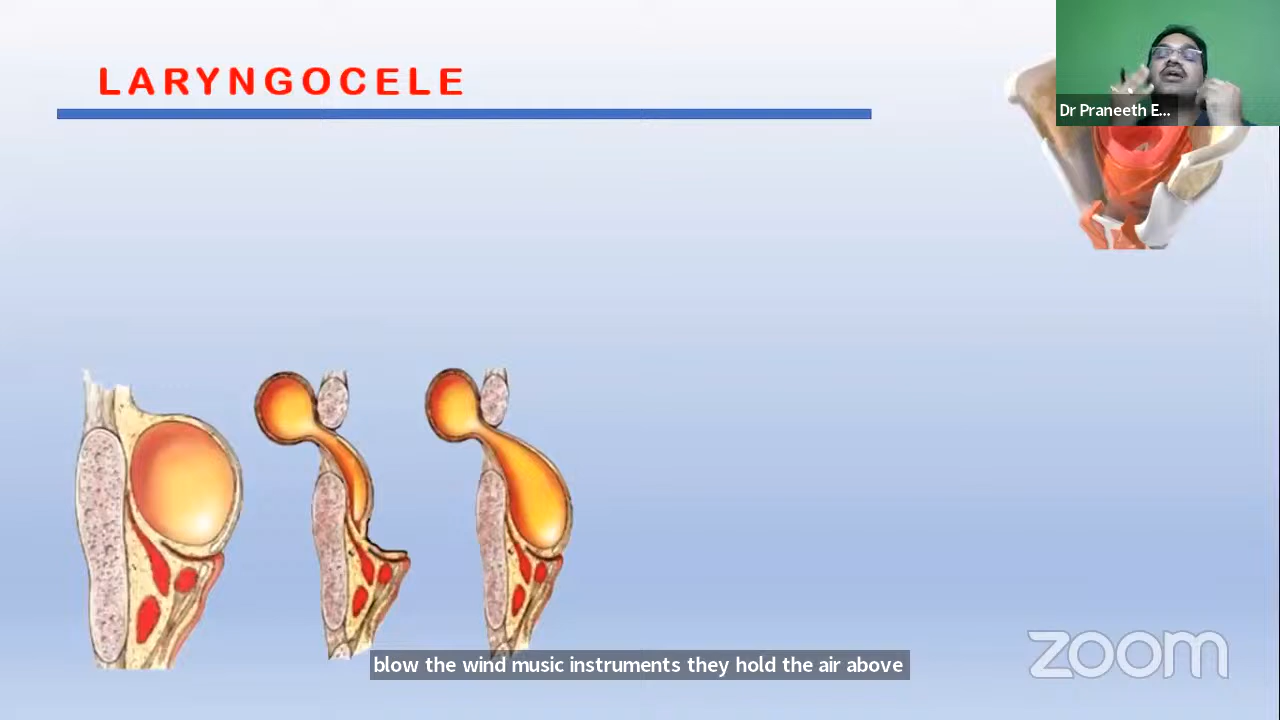 LARYNGOCELE
Dr Praneeth E...
blow the wind music instruments they hold the air above
zoom